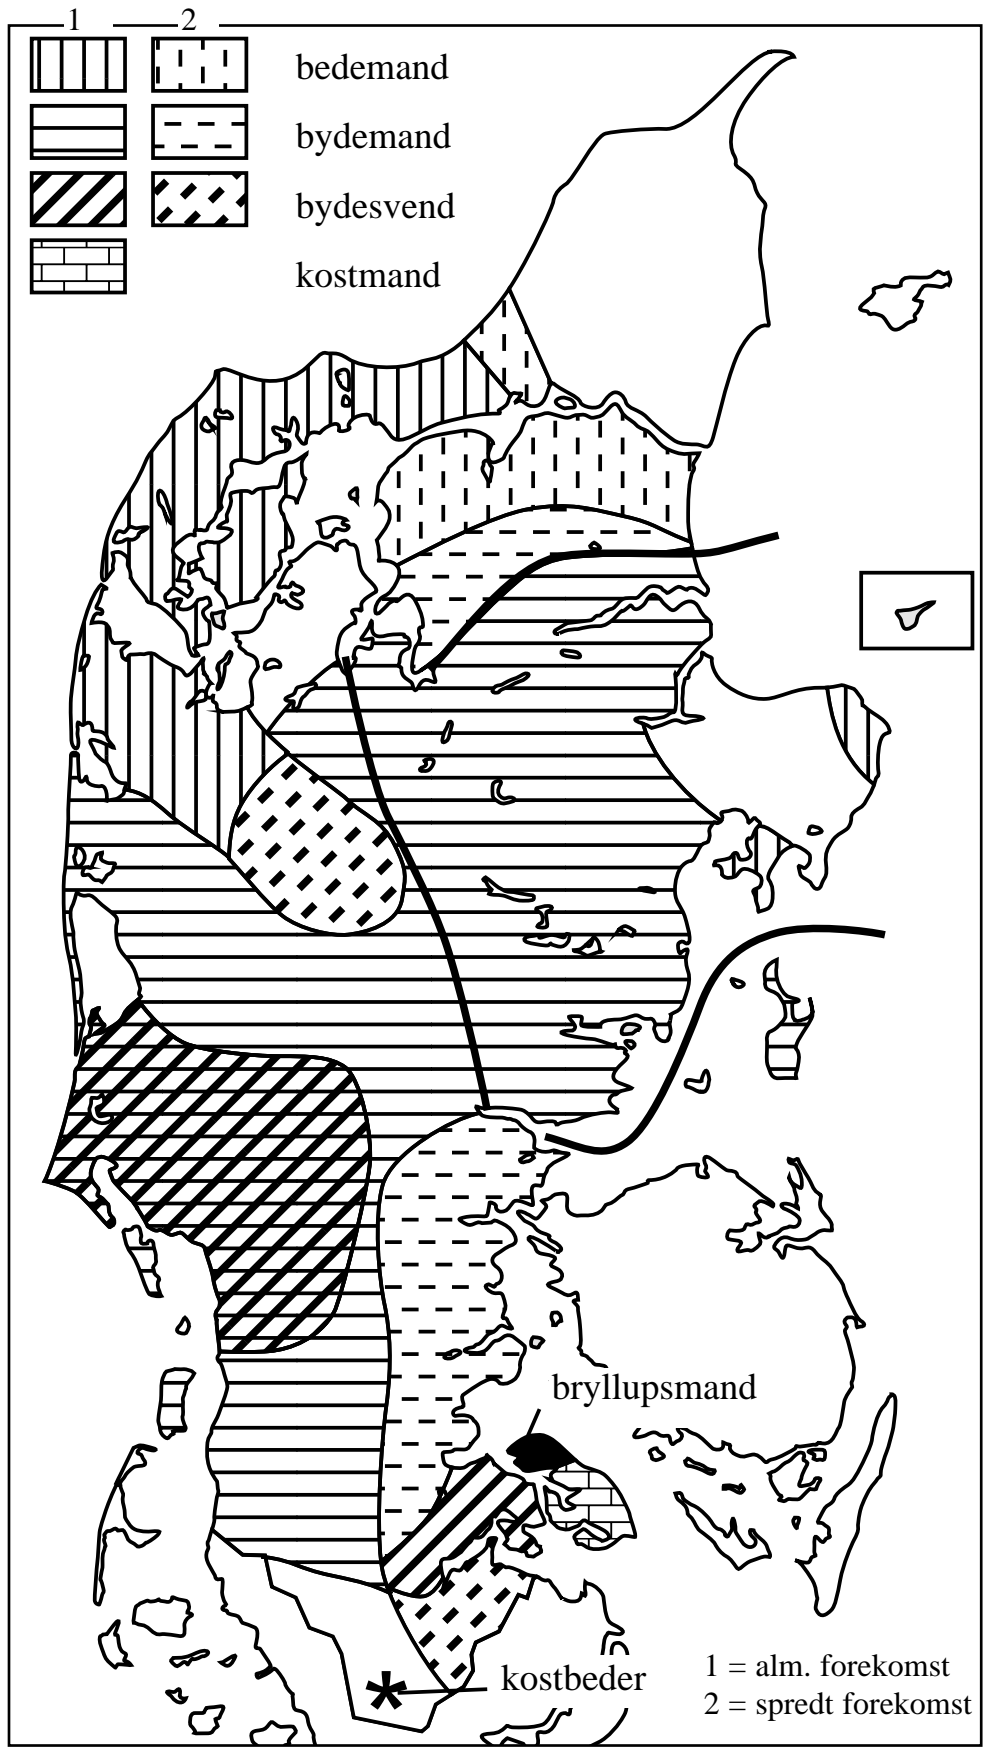 1 2
bedemand
bydemand
bydesvend
kostmand
bryllupsmand
kostbeder
1 = alm. forekomst
2 = spredt forekomst